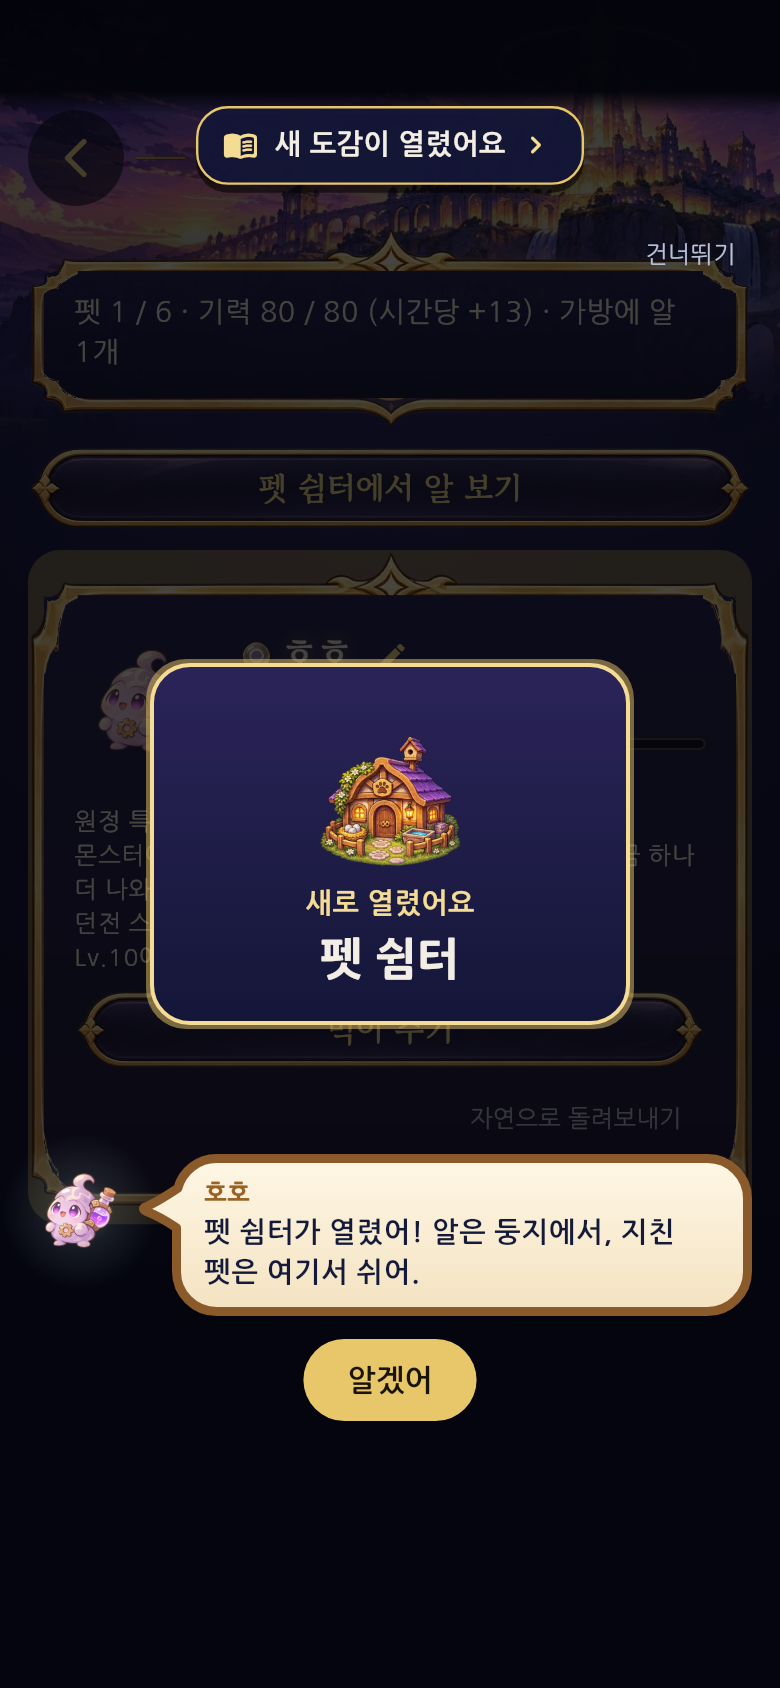 새 도감이 열렸어요
건너뛰기
펫 1 / 6 · 기력 80 / 80 (시간당 +13) · 가방에 알
1개
펫 쉼터에서 알 보기
호호
원정
몬스터 하나
더 나와
던전
새로 열렸어요
펫 쉼터
먹이 주기
자연으로 돌려보내기
호호
펫 쉼터가 열렸어! 알은 둥지에서, 지친
펫은 여기서 쉬어.
알겠어